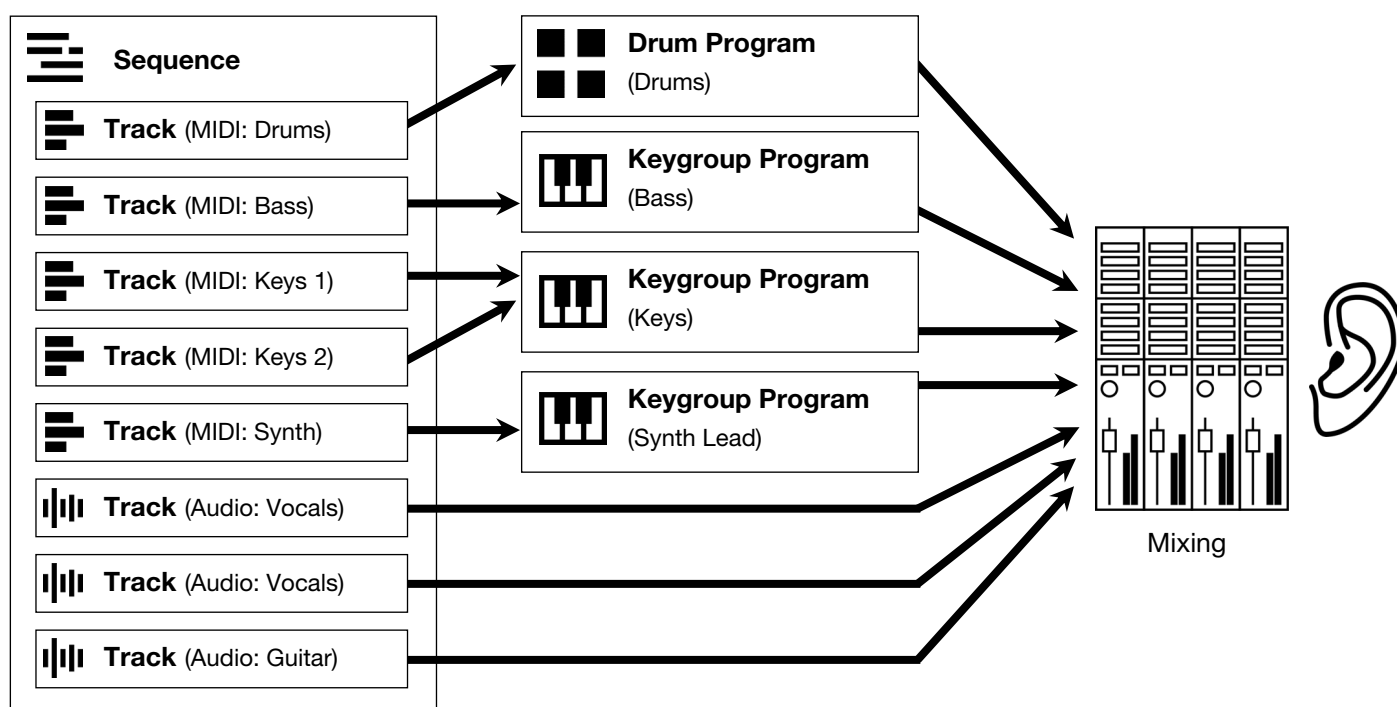 Sequence
Track (MIDI: Drums)
Track (MIDI: Bass)
Track (MIDI: Keys 1)
Track (MIDI: Keys 2)
Track (MIDI: Synth)
Track (Audio: Vocals)
Track (Audio: Vocals)
Track (Audio: Guitar)
Drum Program
(Drums)
Keygroup Program
(Bass)
Keygroup Program
(Keys)
Keygroup Program
(Synth Lead)
Mixing